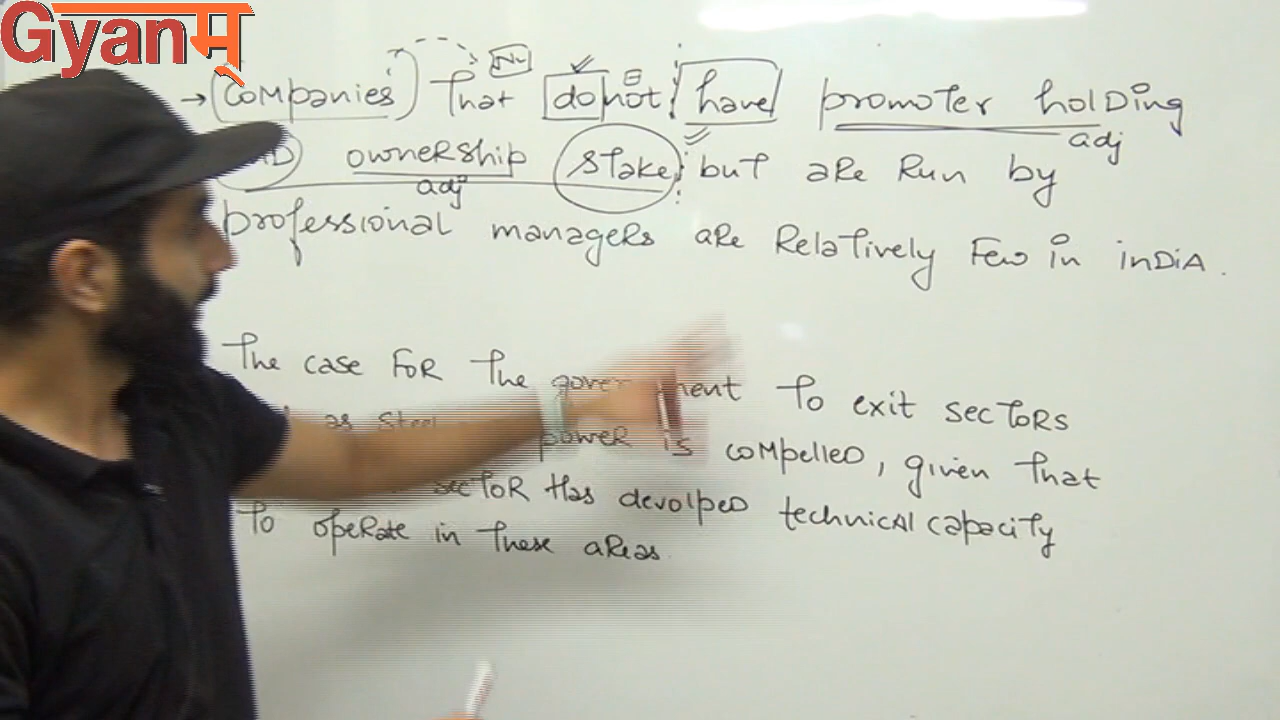 Gyanम्
→ Companies that do not have promoter holding
adj
ownership stake but are run by
adj
professional managers are relatively few in india.
The case for the government to exit sectors
as steel power is compelled, given that
sector has devolped technical capacity
to operate in these areas